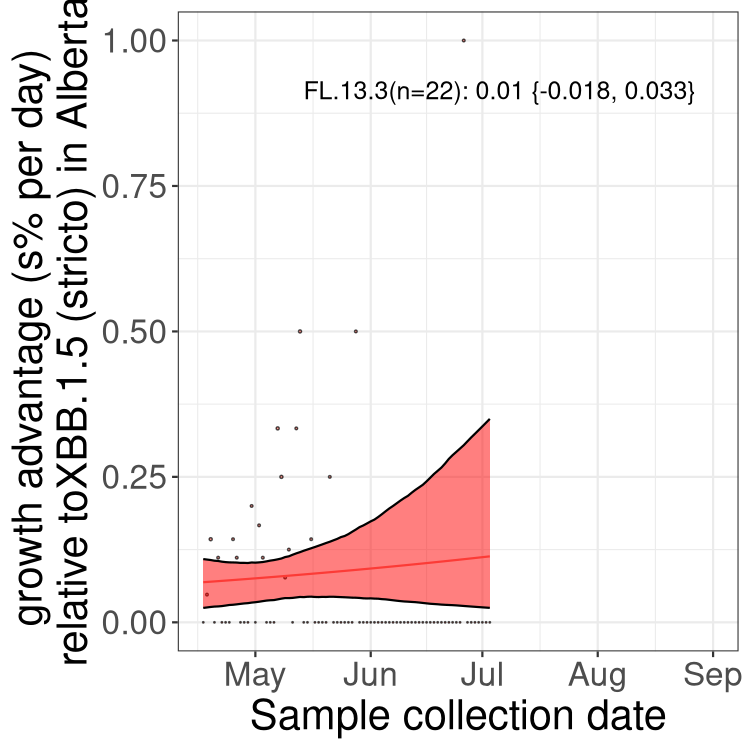 growth advantage (s% per day)
relative toXBB.1.5 (stricto) in Alberta
1.00
FL.13.3(n=22): 0.01 {-0.018, 0.033}
0.75
0.50
0.25
0.00
May Jun Jul Aug Sep
Sample collection date